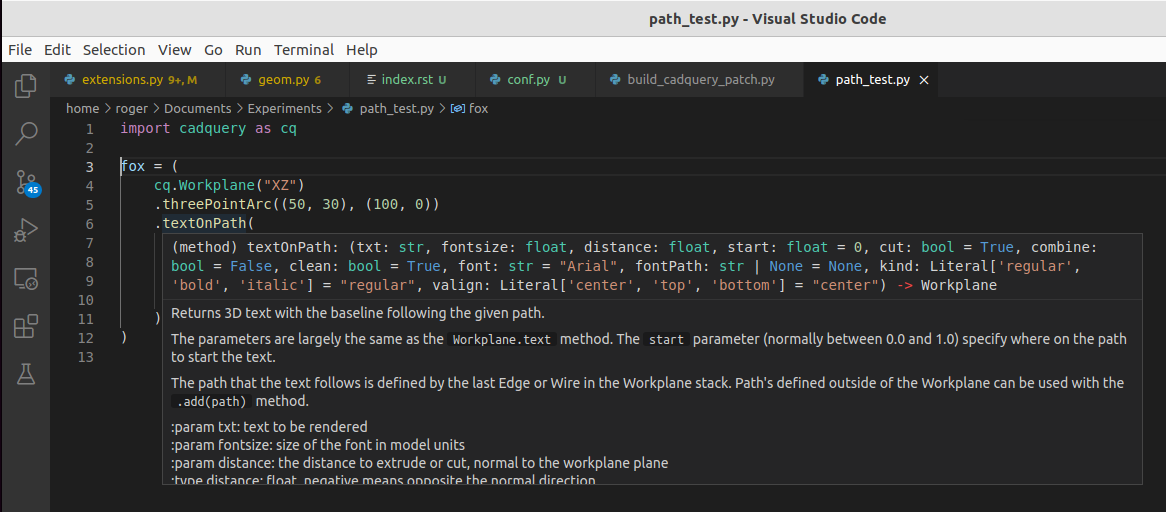 path_test.py - Visual Studio Code
File Edit Selection View Go Run Terminal Help
extensions.py 9+, M geom.py 6 index.rst U conf.py U build_cadquery_patch.py path_test.py
home > roger > Documents > Experiments > path_test.py > fox
1 import cadquery as cq
2
3 fox = (
4 cq.Workplane("XZ")
5 .threePointArc((50, 30), (100, 0))
6 .textOnPath(
7
8
9
10
11 )
12 )
13
45
(method) textOnPath: (txt: str, fontsize: float, distance: float, start: float = 0, cut: bool = True, combine:
bool = False, clean: bool = True, font: str = "Arial", fontPath: str | None = None, kind: Literal['regular',
'bold', 'italic'] = "regular", valign: Literal['center', 'top', 'bottom'] = "center") -> Workplane
Returns 3D text with the baseline following the given path.
The parameters are largely the same as the Workplane.text method. The start parameter (normally between 0.0 and 1.0) specify where on the path
to start the text.
The path that the text follows is defined by the last Edge or Wire in the Workplane stack. Path's defined outside of the Workplane can be used with the
.add(path) method.
:param txt: text to be rendered
:param fontsize: size of the font in model units
:param distance: the distance to extrude or cut, normal to the workplane plane
:type distance: float, negative means opposite the normal direction